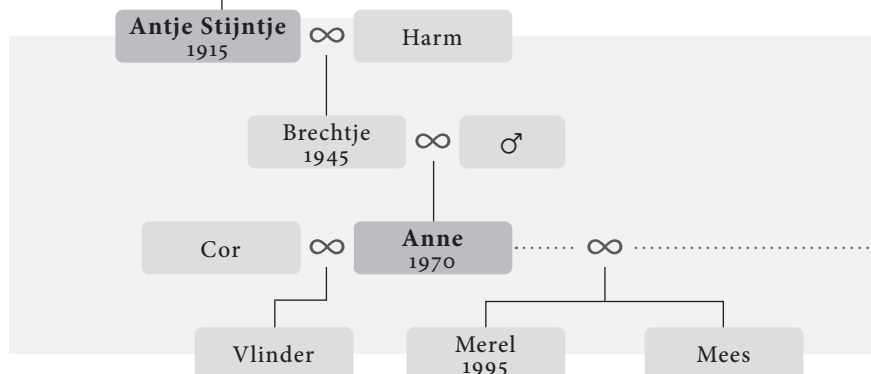 Antje Stijntje
1915
∞
Harm
Brechtje
1945
∞
♂
Cor
∞
Anne
1970
∞
Vlinder
Merel
1995
Mees